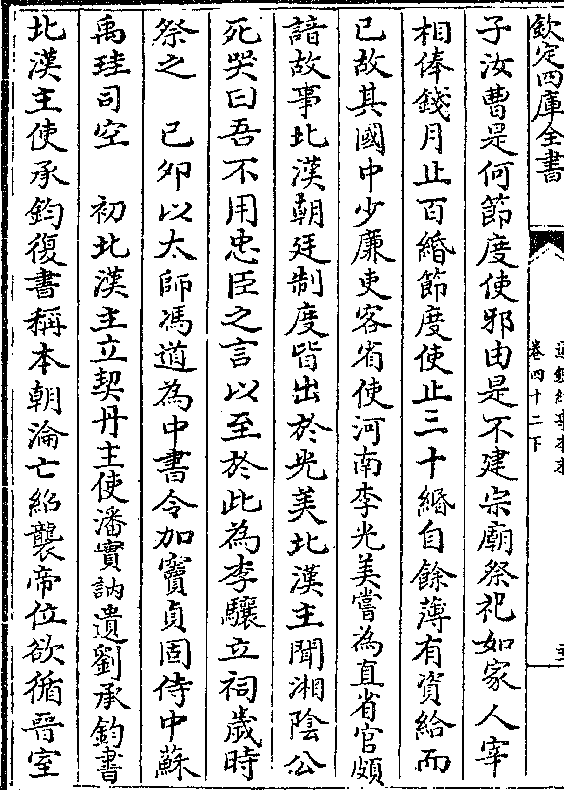 欽定四庫全書
通鑑紀事本末
卷四十二下
子汝曹是何節度使邪由是不建宗廟祭祀如家人宰
相俸錢月止百緡節度使止三十緡自餘薄有資給而
已故其國中少廉吏客省使河南李光美嘗為直省官頗
諳故事北漢朝廷制度皆出於光美北漢主聞湘陰公
死哭曰吾不用忠臣之言以至於此為李驤立祠歲時
祭之　已卯以太師馮道為中書令加竇貞固侍中蘇
禹珪司空　初北漢主立契丹主使潘實訥遺劉承鈞書
北漢主使承鈞復書稱本朝淪亡紹襲帝位欲循晉室